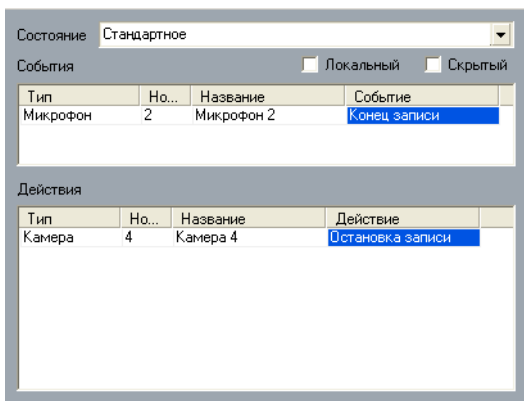 Состояние Стандартное
События Локальный Скрытый
Тип Но... Название Событие
Микрофон 2 Микрофон 2 Конец записи
Действия
Тип Но... Название Действие
Камера 4 Камера 4 Остановка записи